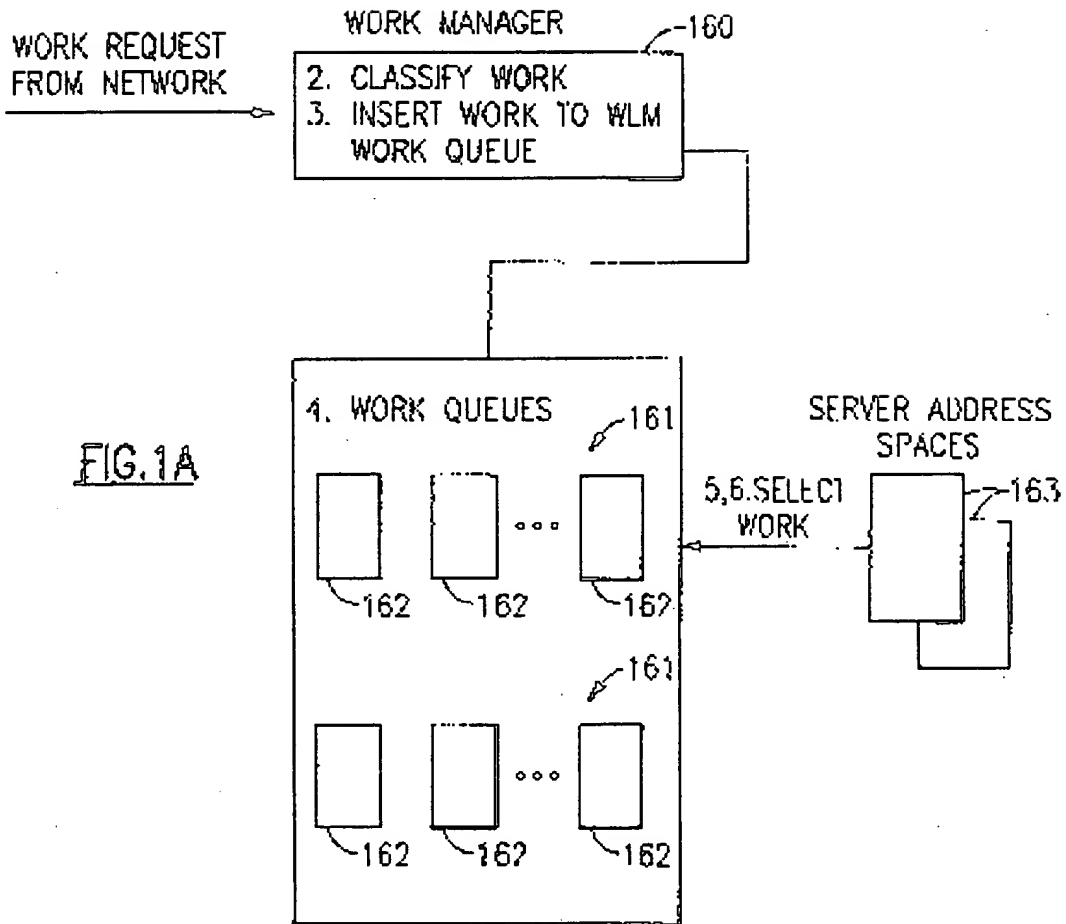 WORK MANAGER
160
WORK REQUEST
FROM NETWORK
2. CLASSIFY WORK
3. INSERT WORK TO WLM
WORK QUEUE
4. WORK QUEUES
161
SERVER ADDRESS
SPACES
FIG. 1A
5,6. SELECT
WORK
163
162 162 162
161
162 162 162